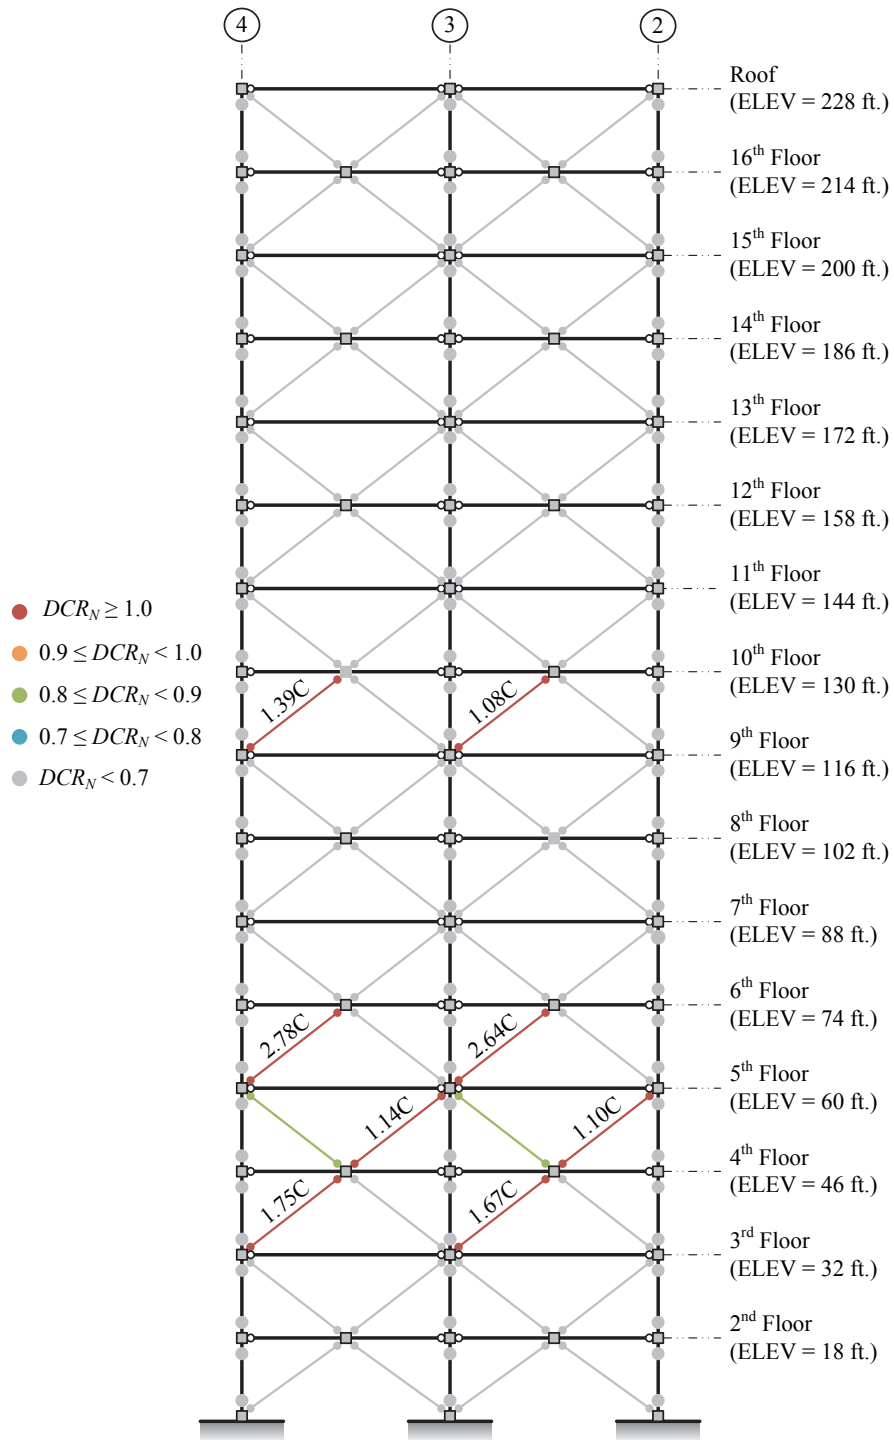 4 3 2
Roof
(ELEV = 228 ft.)
16th Floor
(ELEV = 214 ft.)
15th Floor
(ELEV = 200 ft.)
14th Floor
(ELEV = 186 ft.)
13th Floor
(ELEV = 172 ft.)
12th Floor
(ELEV = 158 ft.)
11th Floor
(ELEV = 144 ft.)
10th Floor
(ELEV = 130 ft.)
9th Floor
(ELEV = 116 ft.)
8th Floor
(ELEV = 102 ft.)
7th Floor
(ELEV = 88 ft.)
6th Floor
(ELEV = 74 ft.)
5th Floor
(ELEV = 60 ft.)
4th Floor
(ELEV = 46 ft.)
3rd Floor
(ELEV = 32 ft.)
2nd Floor
(ELEV = 18 ft.)
DCRN ≥ 1.0
0.9 ≤ DCRN < 1.0
0.8 ≤ DCRN < 0.9
0.7 ≤ DCRN < 0.8
DCRN < 0.7
1.39C
1.08C
2.78C
2.64C
1.14C
1.10C
1.75C
1.67C